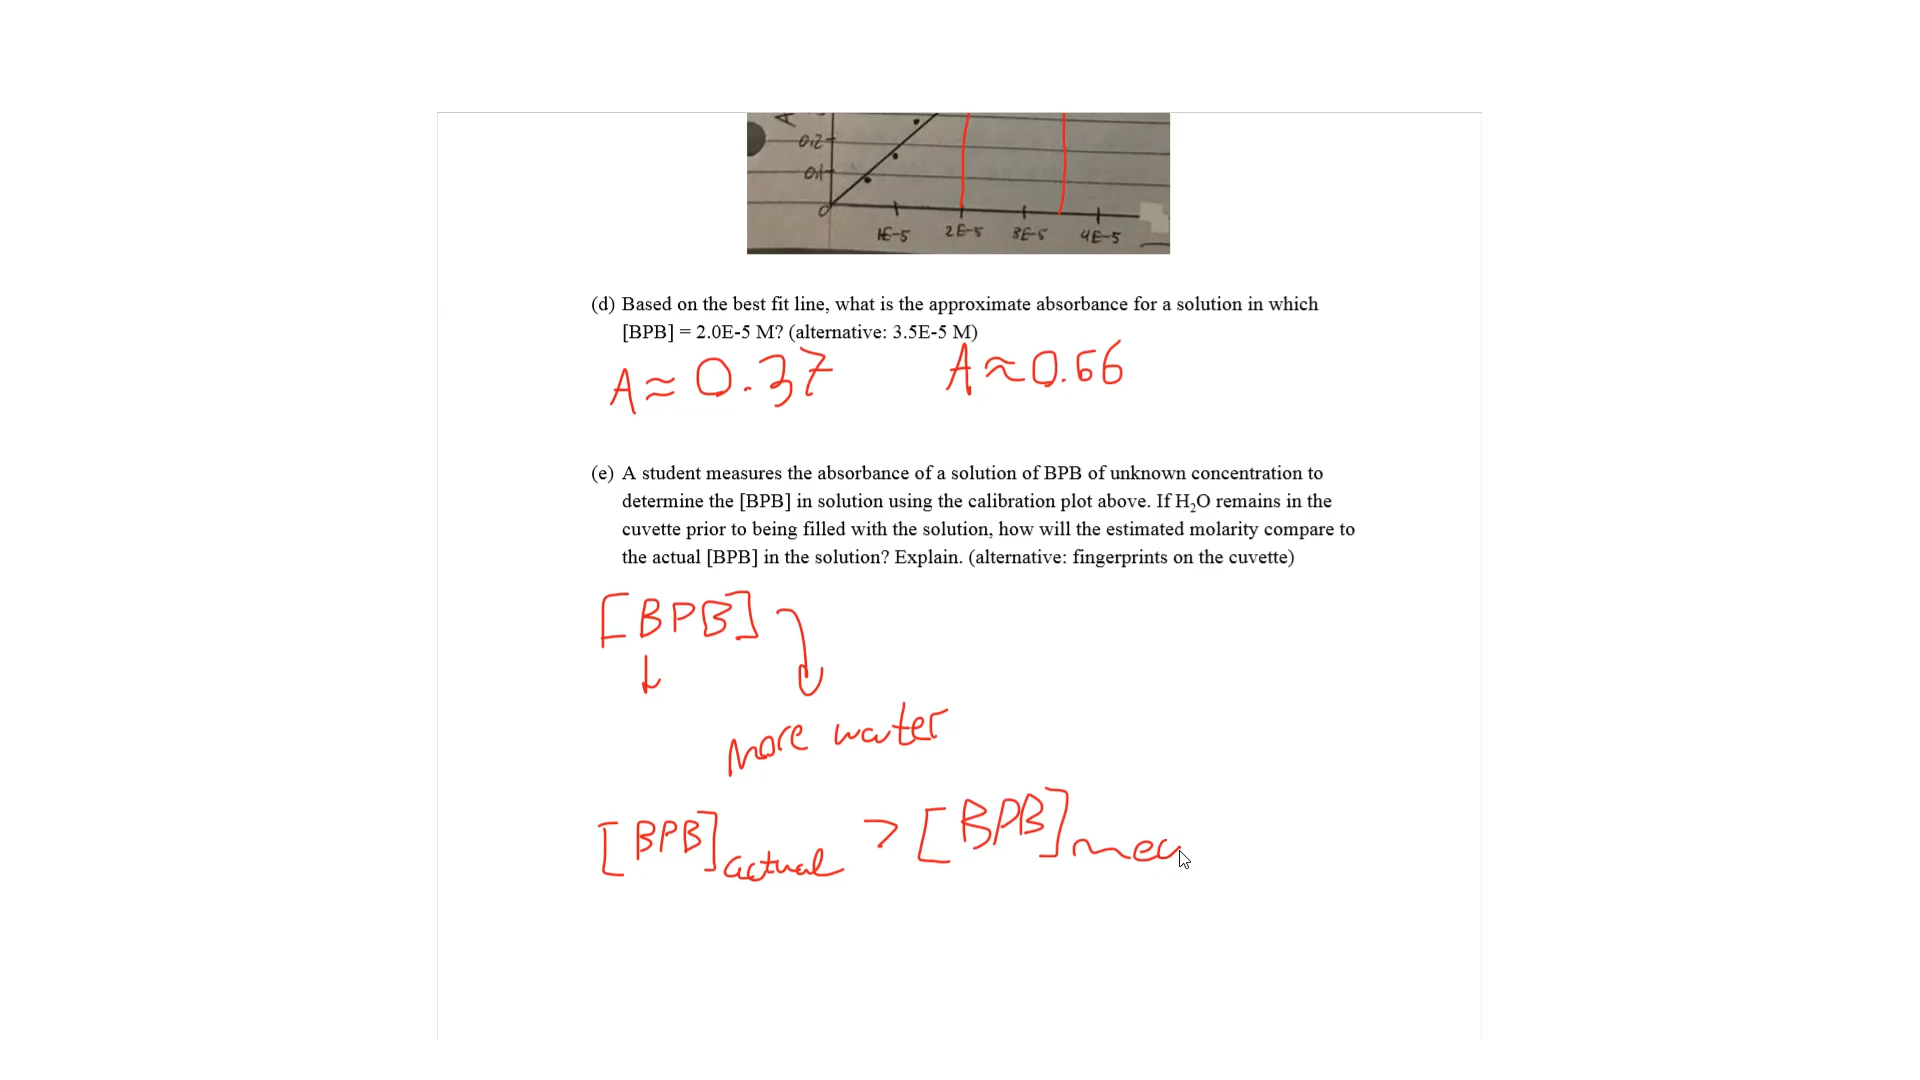 A
0.2
0.1
0
1E-5 2E-5 3E-5 4E-5
(d) Based on the best fit line, what is the approximate absorbance for a solution in which
[BPB] = 2.0E-5 M? (alternative: 3.5E-5 M)
A≈0.37 A≈0.66
(e) A student measures the absorbance of a solution of BPB of unknown concentration to
determine the [BPB] in solution using the calibration plot above. If H₂O remains in the
cuvette prior to being filled with the solution, how will the estimated molarity compare to
the actual [BPB] in the solution? Explain. (alternative: fingerprints on the cuvette)
[BPB]
↓
more water
[BPB]actual > [BPB]mea